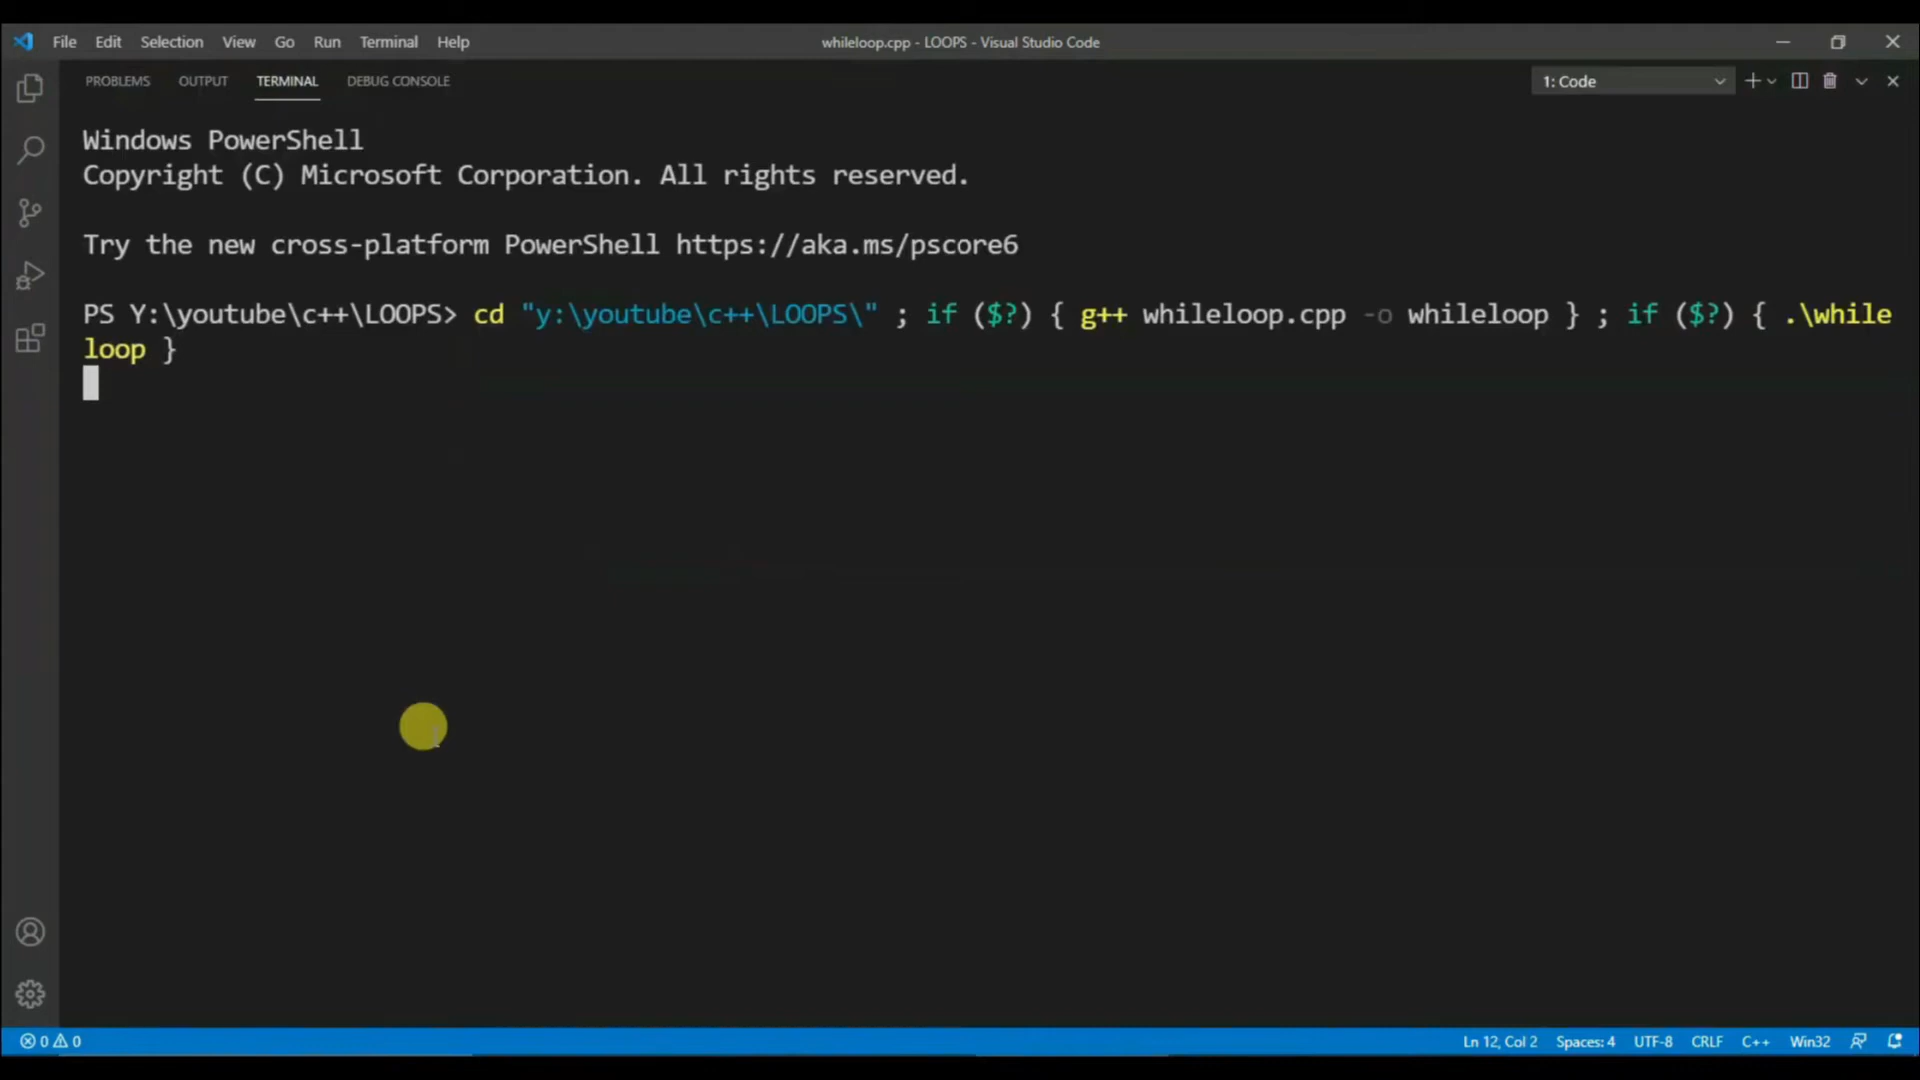 File Edit Selection View Go Run Terminal Help
whileloop.cpp - LOOPS - Visual Studio Code
PROBLEMS OUTPUT TERMINAL DEBUG CONSOLE
1: Code
Windows PowerShell
Copyright (C) Microsoft Corporation. All rights reserved.
Try the new cross-platform PowerShell https://aka.ms/pscore6
PS Y:\youtube\c++\LOOPS> cd "y:\youtube\c++\LOOPS\" ; if ($?) { g++ whileloop.cpp -o whileloop } ; if ($?) { .\while
loop }
0 0
Ln 12, Col 2 Spaces: 4 UTF-8 CRLF C++ Win32